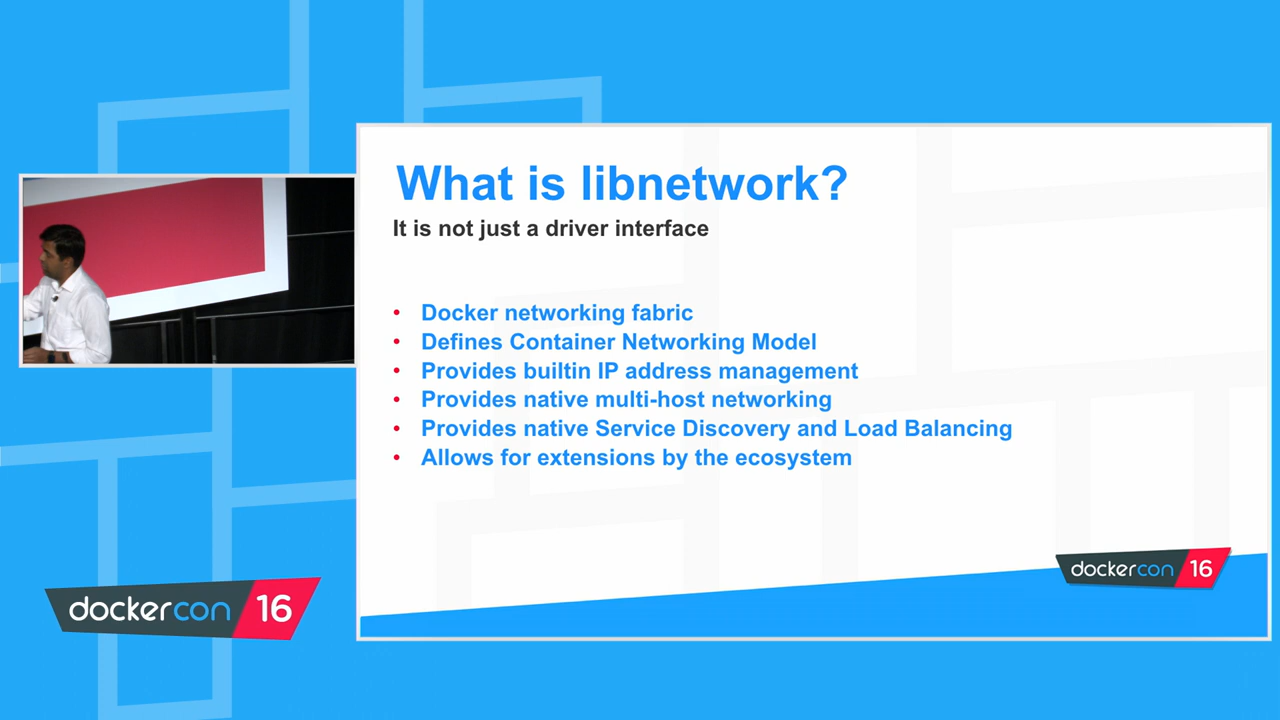 What is libnetwork?
It is not just a driver interface
• Docker networking fabric
• Defines Container Networking Model
• Provides builtin IP address management
• Provides native multi-host networking
• Provides native Service Discovery and Load Balancing
• Allows for extensions by the ecosystem
dockercon 16
dockercon 16